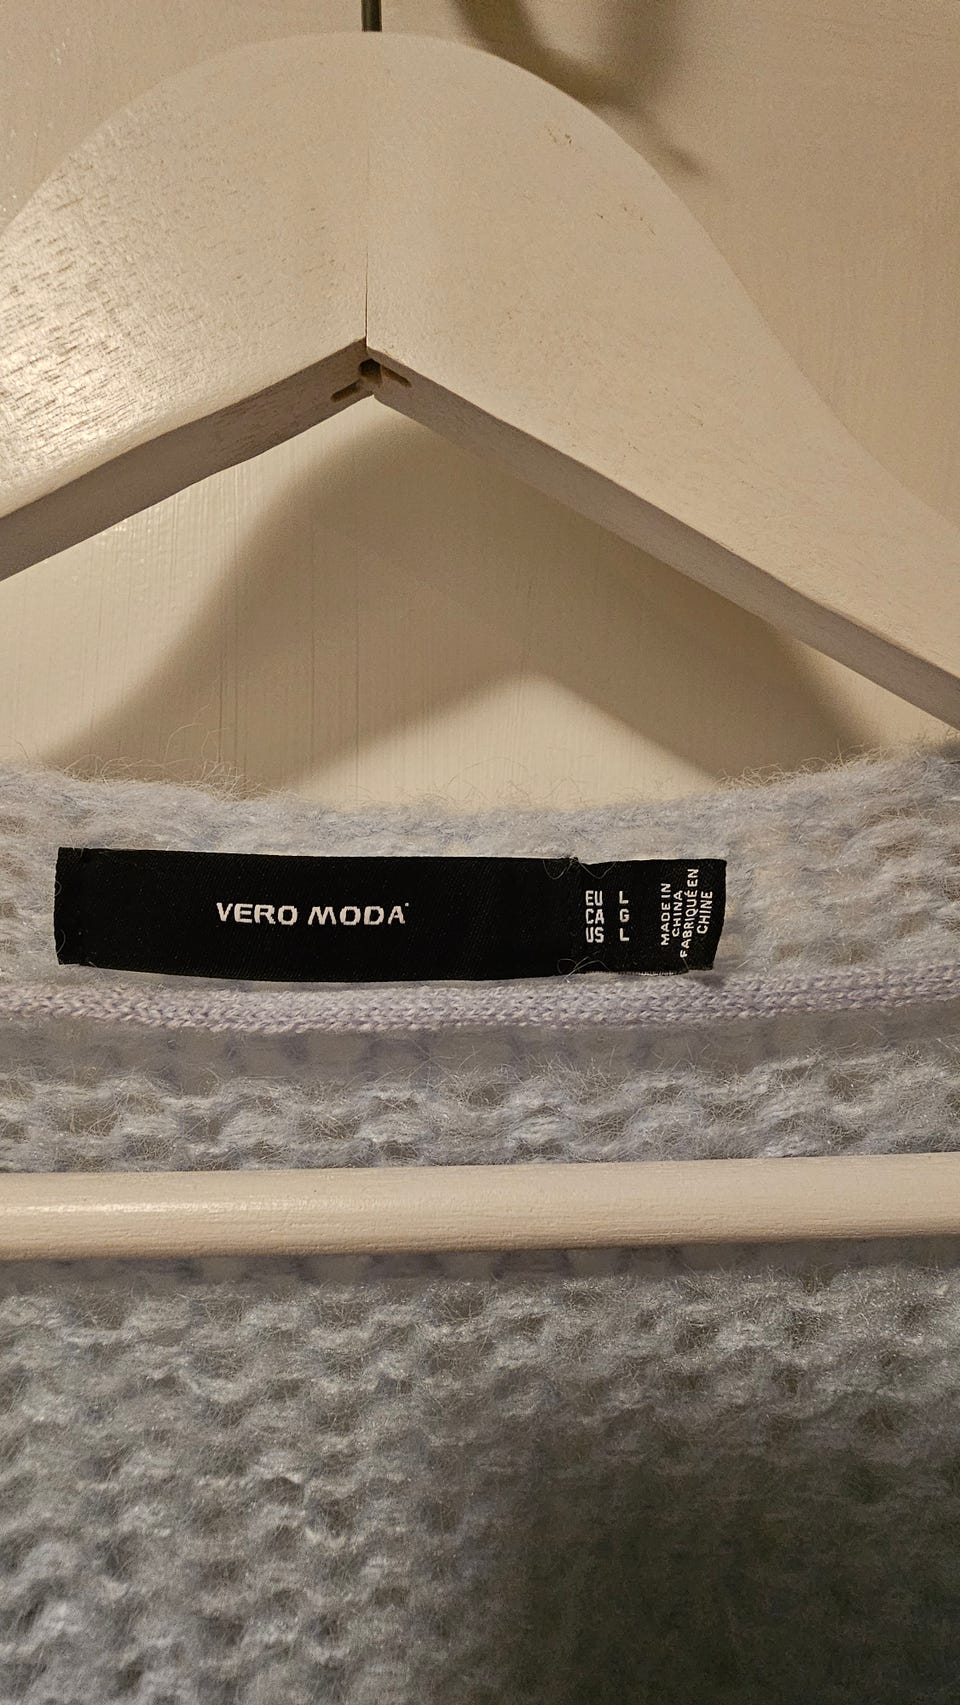 VERO MODA
EU L
CA G
US L
MADE IN
CHINA
FABRIQUÉ EN
CHINE